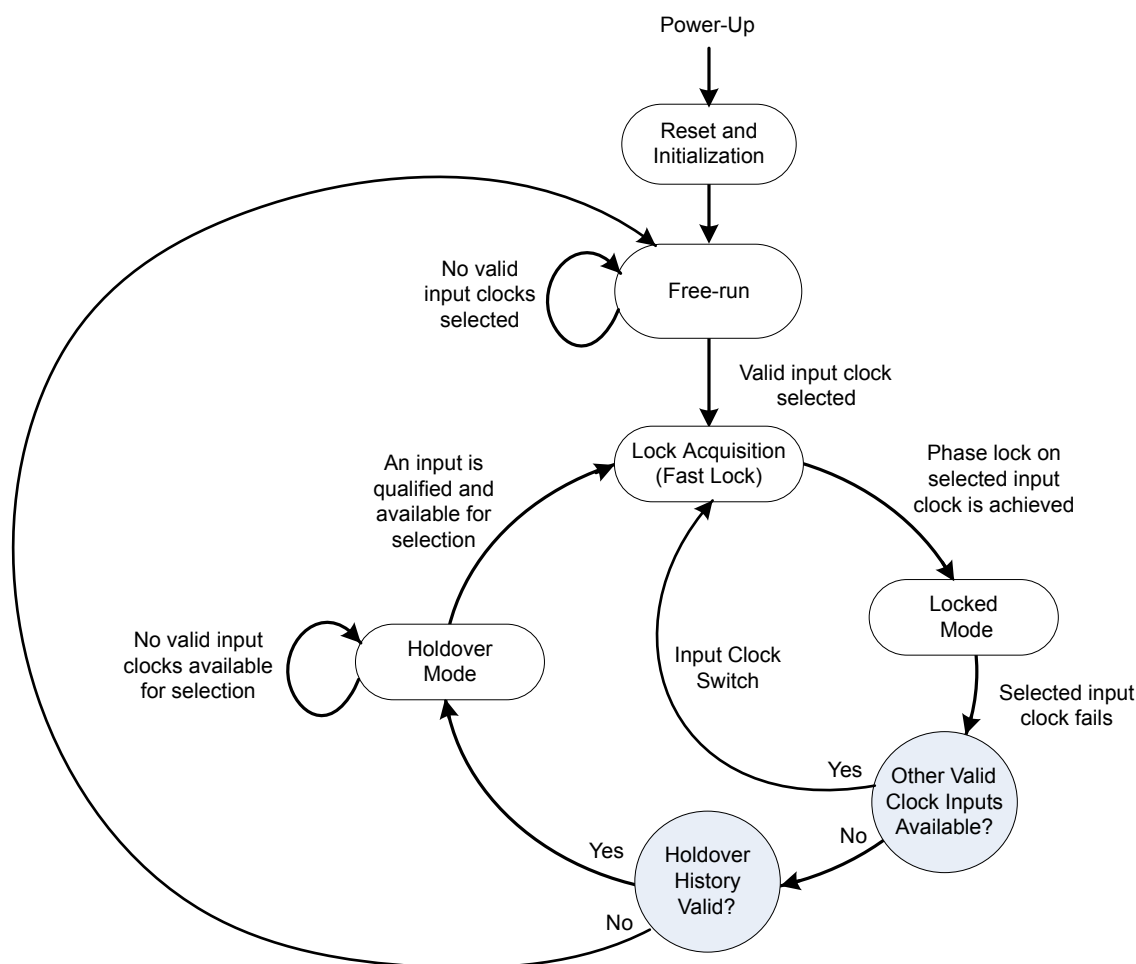 Power-Up
Reset and
Initialization
No valid
input clocks
selected
Free-run
Valid input clock
selected
An input is
qualified and
available for
selection
Lock Acquisition
(Fast Lock)
Phase lock on
selected input
clock is achieved
No valid input
clocks available
for selection
Holdover
Mode
Input Clock
Switch
Locked
Mode
Selected input
clock fails
Yes
Other Valid
Clock Inputs
Available?
No
Yes
Holdover
History
Valid?
No